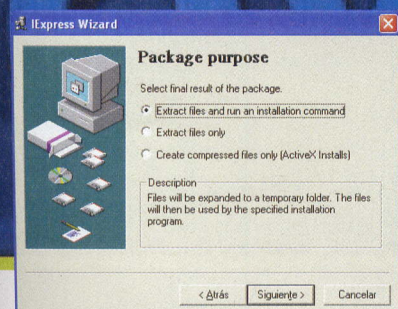 IExpress Wizard
Package purpose
Select final result of the package.
Extract files and run an installation command
Extract files only
Create compressed files only (ActiveX Installs)
Description
Files will be expanded to a temporary folder. The files
will then be used by the specified installation
program.
< Atrás
Siguiente >
Cancelar